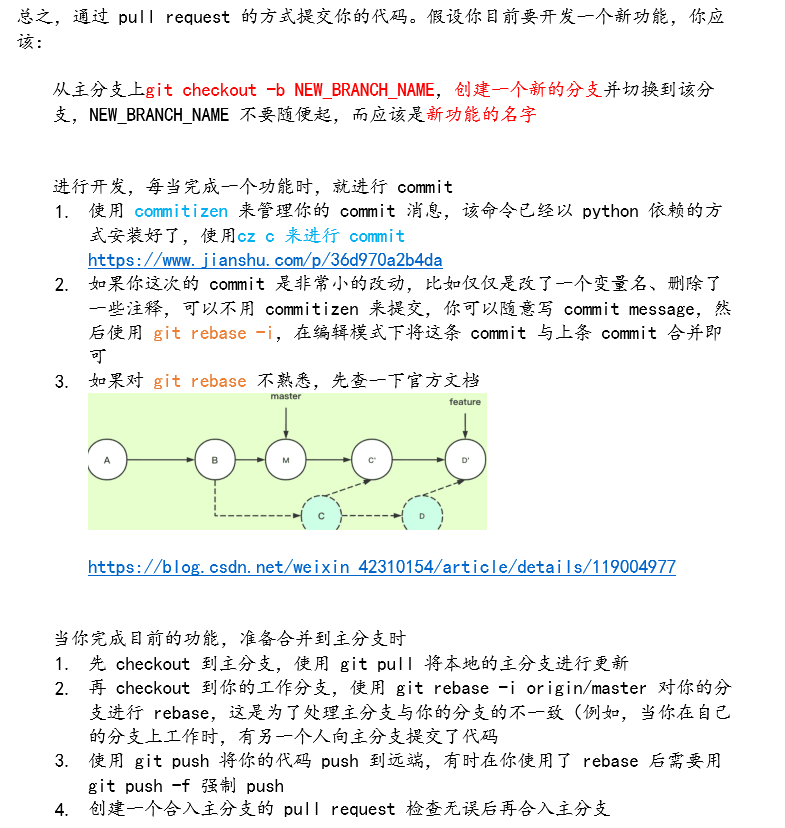 总之，通过 pull request 的方式提交你的代码。假设你目前要开发一个新功能，你应
该：
从主分支上git checkout -b NEW_BRANCH_NAME，创建一个新的分支并切换到该分
支，NEW_BRANCH_NAME 不要随便起，而应该是新功能的名字
进行开发，每当完成一个功能时，就进行 commit
1. 使用 commitizen 来管理你的 commit 消息，该命令已经以 python 依赖的方
式安装好了，使用cz c 来进行 commit
https://www.jianshu.com/p/36d970a2b4da
2. 如果你这次的 commit 是非常小的改动，比如仅仅是改了一个变量名、删除了
一些注释，可以不用 commitizen 来提交，你可以随意写 commit message，然
后使用 git rebase -i，在编辑模式下将这条 commit 与上条 commit 合并即
可
3. 如果对 git rebase 不熟悉，先查一下官方文档
master
feature
A
B
M
C'
D'
C
D
https://blog.csdn.net/weixin_42310154/article/details/119004977
当你完成目前的功能，准备合并到主分支时
1. 先 checkout 到主分支，使用 git pull 将本地的主分支进行更新
2. 再 checkout 到你的工作分支，使用 git rebase -i origin/master 对你的分
支进行 rebase，这是为了处理主分支与你的分支的不一致（例如，当你在自己
的分支上工作时，有另一个人向主分支提交了代码
3. 使用 git push 将你的代码 push 到远端，有时在你使用了 rebase 后需要用
git push -f 强制 push
4. 创建一个合入主分支的 pull request 检查无误后再合入主分支